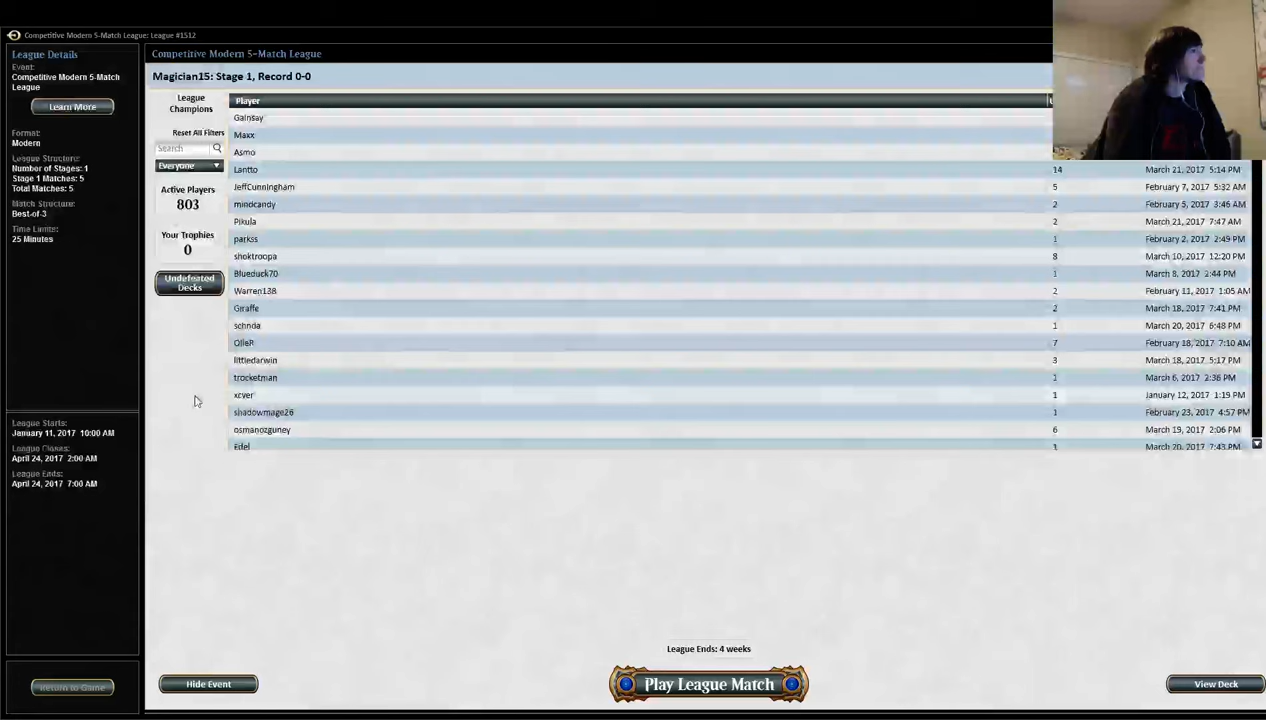 Competitive Modern 5-Match League: League #1512
League Details
Event:
Competitive Modern 5-Match
League
Learn More
Format:
Modern
League Structure:
Number of Stages: 1
Stage 1 Matches: 5
Total Matches: 5
Match Structure:
Best-of-3
Time Limits:
25 Minutes
League Starts:
January 11, 2017 10:00 AM
League Closes:
April 24, 2017 2:00 AM
League Ends:
April 24, 2017 7:00 AM
Return to Game
Competitive Modern 5-Match League
Magician15: Stage 1, Record 0-0
League
Champions
Reset All Filters
Search
Everyone
Active Players
803
Your Trophies
0
Undefeated
Decks
Player
Gainsay
Maxx
Asmo
Lantto 14 March 21, 2017 5:14 PM
JeffCunningham 5 February 7, 2017 5:32 AM
mindcandy 2 February 5, 2017 3:46 AM
Pikula 2 March 21, 2017 7:47 AM
parkss 1 February 2, 2017 2:49 PM
shoktroopa 8 March 10, 2017 12:20 PM
Blueduck70 1 March 8, 2017 2:44 PM
Warren138 2 February 11, 2017 1:05 AM
Giraffe 2 March 18, 2017 7:41 PM
schnda 1 March 20, 2017 6:48 PM
OlieR 7 February 18, 2017 7:10 AM
littledarwin 3 March 18, 2017 5:17 PM
trocketman 1 March 6, 2017 2:36 PM
xcver 1 January 12, 2017 1:19 PM
shadowmage26 1 February 23, 2017 4:57 PM
osmanozguney 6 March 19, 2017 2:06 PM
Edel 1 March 20, 2017 7:43 PM
League Ends: 4 weeks
Hide Event
Play League Match
View Deck